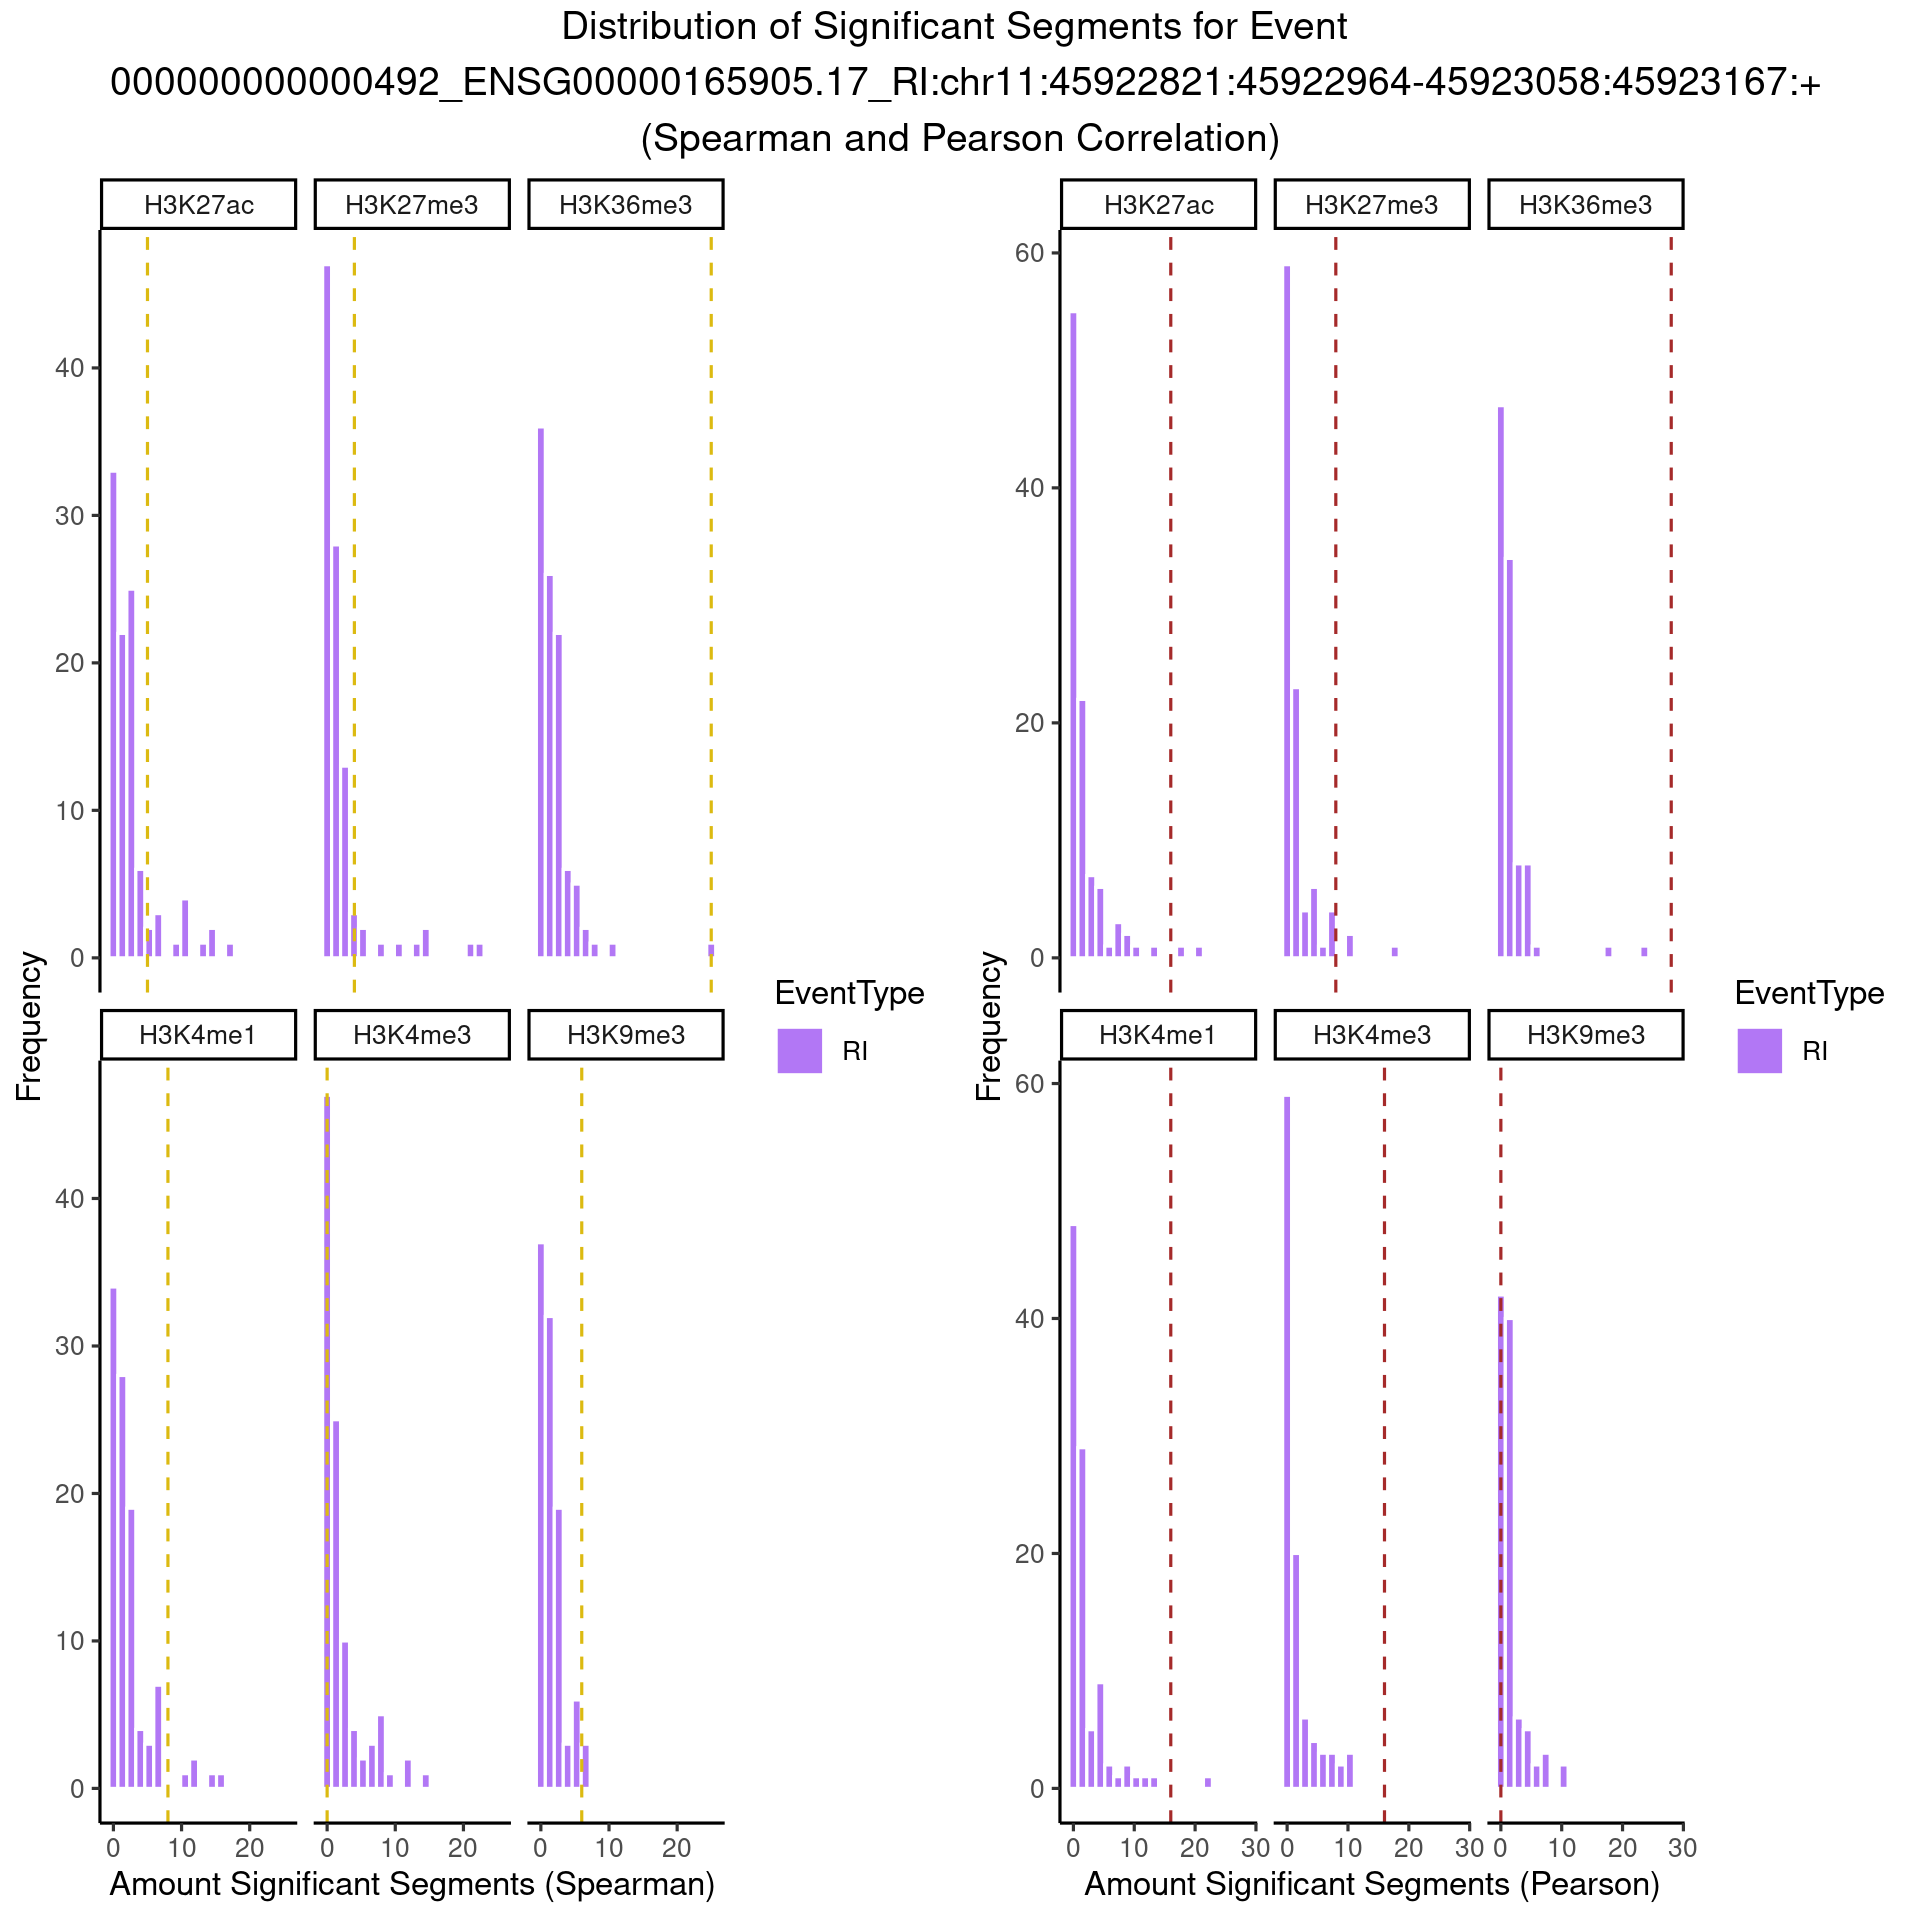 Distribution of Significant Segments for Event
000000000000492_ENSG00000165905.17_RI:chr11:45922821:45922964-45923058:45923167:+
(Spearman and Pearson Correlation)
H3K27ac H3K27me3 H3K36me3
40
30
20
10
0
H3K4me1 H3K4me3 H3K9me3
40
30
20
10
0
0 10 20 0 10 20 0 10 20
Frequency
Amount Significant Segments (Spearman)
EventType
RI
H3K27ac H3K27me3 H3K36me3
60
40
20
0
H3K4me1 H3K4me3 H3K9me3
60
40
20
0
0 10 20 30 0 10 20 30 0 10 20 30
Frequency
Amount Significant Segments (Pearson)
EventType
RI